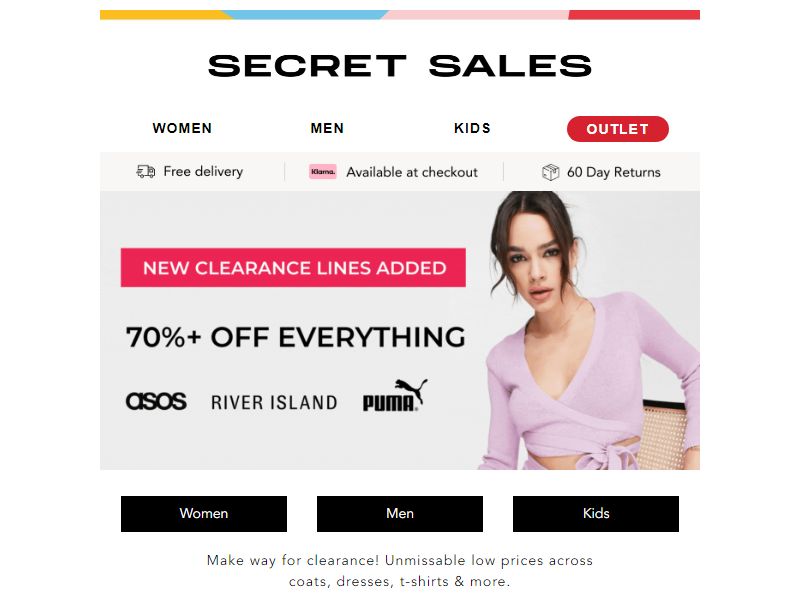 SECRET SALES
WOMEN MEN KIDS OUTLET
Free delivery Klarna. Available at checkout 60 Day Returns
NEW CLEARANCE LINES ADDED
70%+ OFF EVERYTHING
asos RIVER ISLAND PUMA®
Women Men Kids
Make way for clearance! Unmissable low prices across
coats, dresses, t-shirts & more.